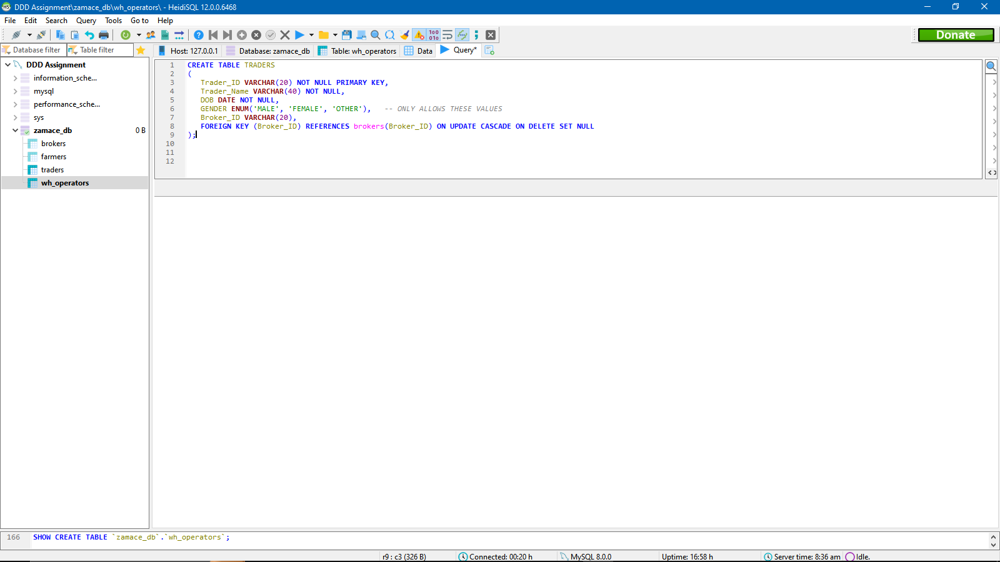 DDD Assignment\zamace_db\wh_operators\ - HeidiSQL 12.0.0.6468
File Edit Search Query Tools Go to Help
Donate
Database filter Table filter
Host: 127.0.0.1 Database: zamace_db Table: wh_operators Data Query*
DDD Assignment
information_sche...
mysql
performance_sche...
sys
zamace_db 0 B
brokers
farmers
traders
wh_operators
1 CREATE TABLE TRADERS
2 (
3 Trader_ID VARCHAR(20) NOT NULL PRIMARY KEY,
4 Trader_Name VARCHAR(40) NOT NULL,
5 DOB DATE NOT NULL,
6 GENDER ENUM('MALE', 'FEMALE', 'OTHER'), -- ONLY ALLOWS THESE VALUES
7 Broker_ID VARCHAR(20),
8 FOREIGN KEY (Broker_ID) REFERENCES brokers(Broker_ID) ON UPDATE CASCADE ON DELETE SET NULL
9 );
10
11
12
166 SHOW CREATE TABLE `zamace_db`.`wh_operators`;
r9 : c3 (326 B) Connected: 00:20 h MySQL 8.0.0 Uptime: 16:58 h Server time: 8:36 am Idle.